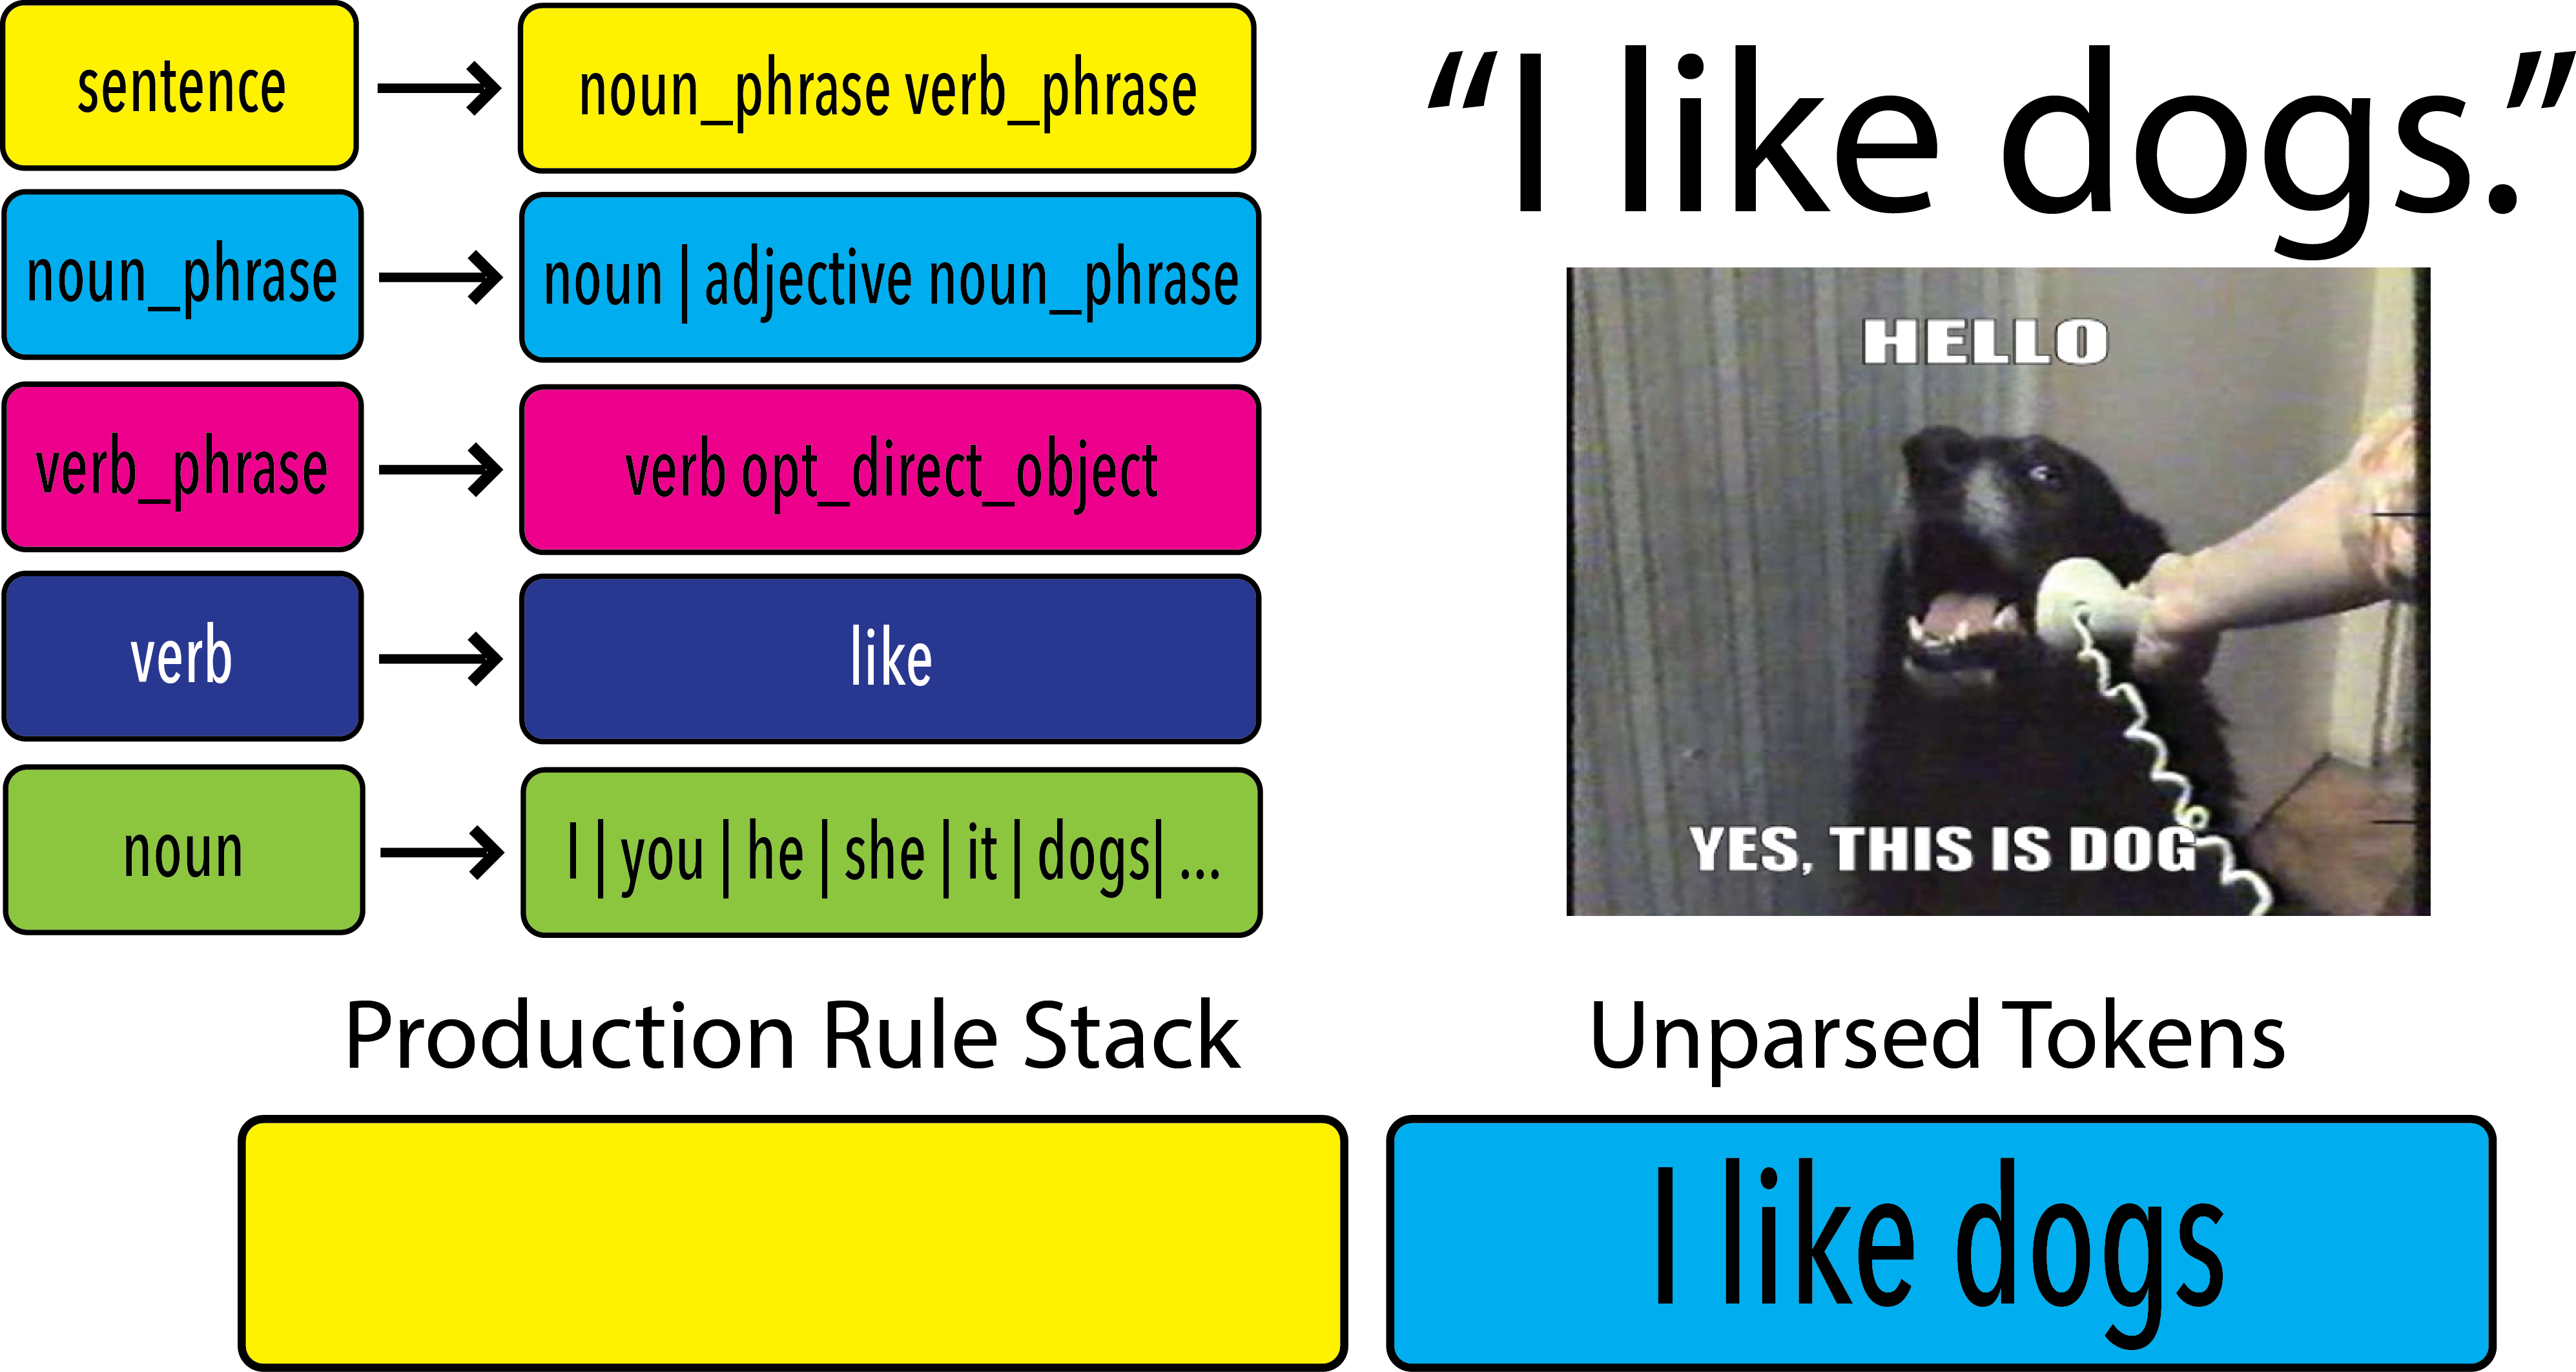 sentence → noun_phrase verb_phrase
noun_phrase → noun | adjective noun_phrase
verb_phrase → verb opt_direct_object
verb → like
noun → I | you | he | she | it | dogs| ...
“I like dogs.”
HELLO
YES, THIS IS DOG
Production Rule Stack
Unparsed Tokens
I like dogs